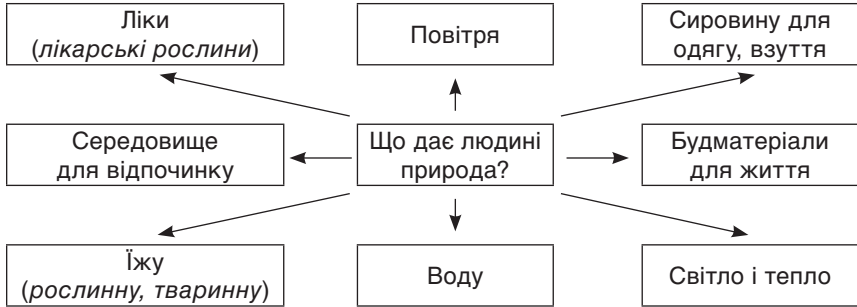 Ліки
(лікарські рослини)
Повітря
Сировину для
одягу, взуття
Середовище
для відпочинку
Що дає людині
природа?
Будматеріали
для життя
Їжу
(рослинну, тваринну)
Воду
Світло і тепло